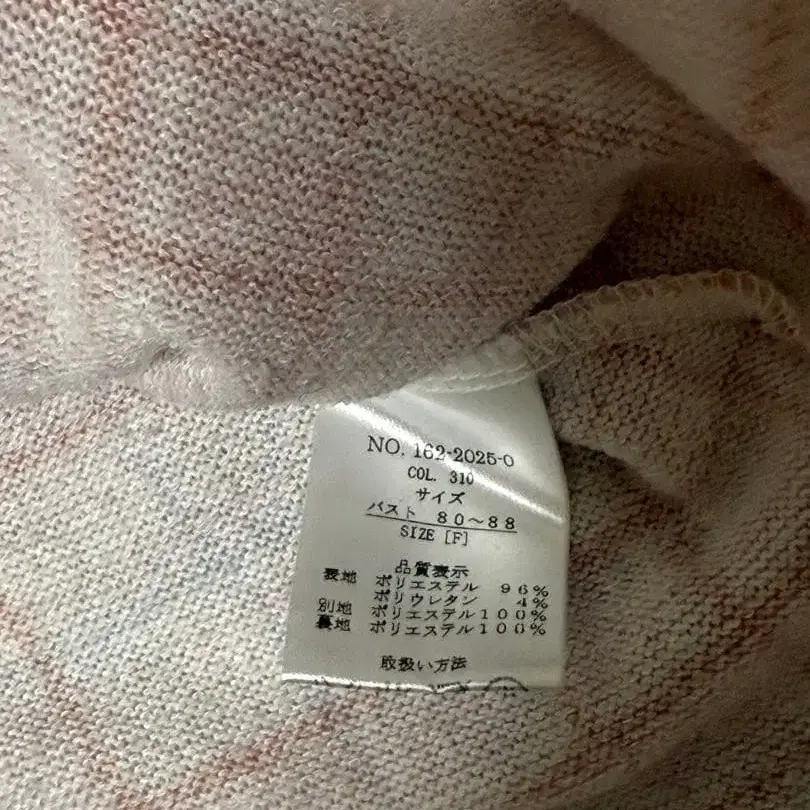 NO. 162-2025-0
COL. 310
サイズ
バスト 80~88
SIZE [F]
品質表示
表地 ポリエステル 96%
ポリウレタン 4%
別地 ポリエステル100%
裏地 ポリエステル100%
取扱い方法